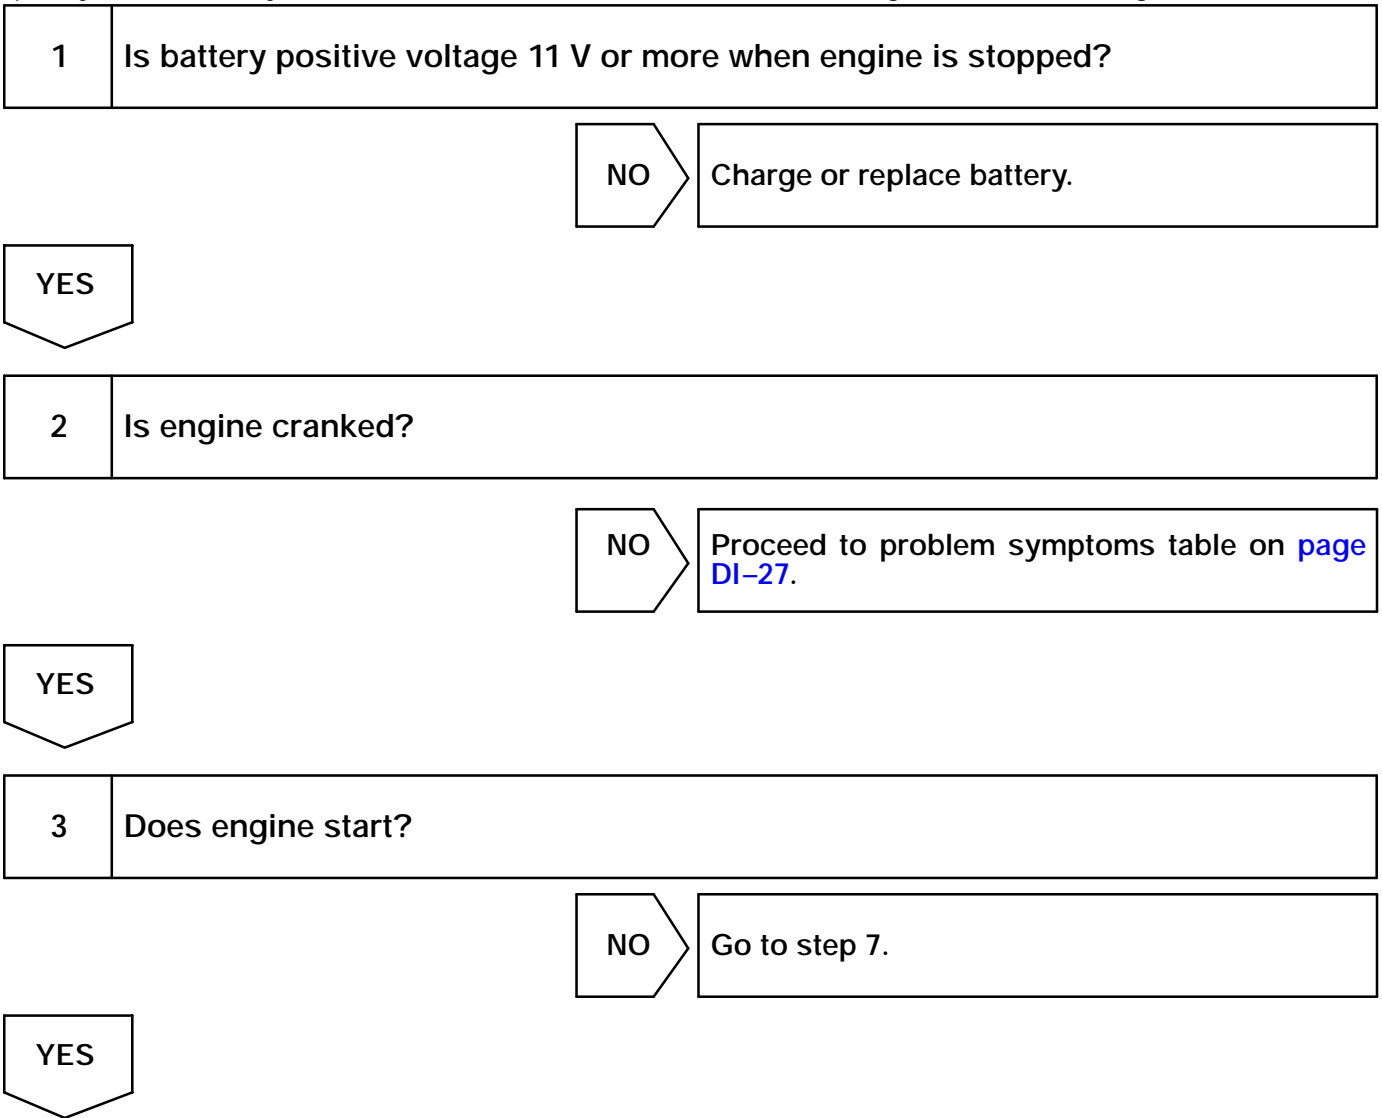 1 Is battery positive voltage 11 V or more when engine is stopped?
NO Charge or replace battery.
YES
2 Is engine cranked?
NO Proceed to problem symptoms table on page
DI–27.
YES
3 Does engine start?
NO Go to step 7.
YES